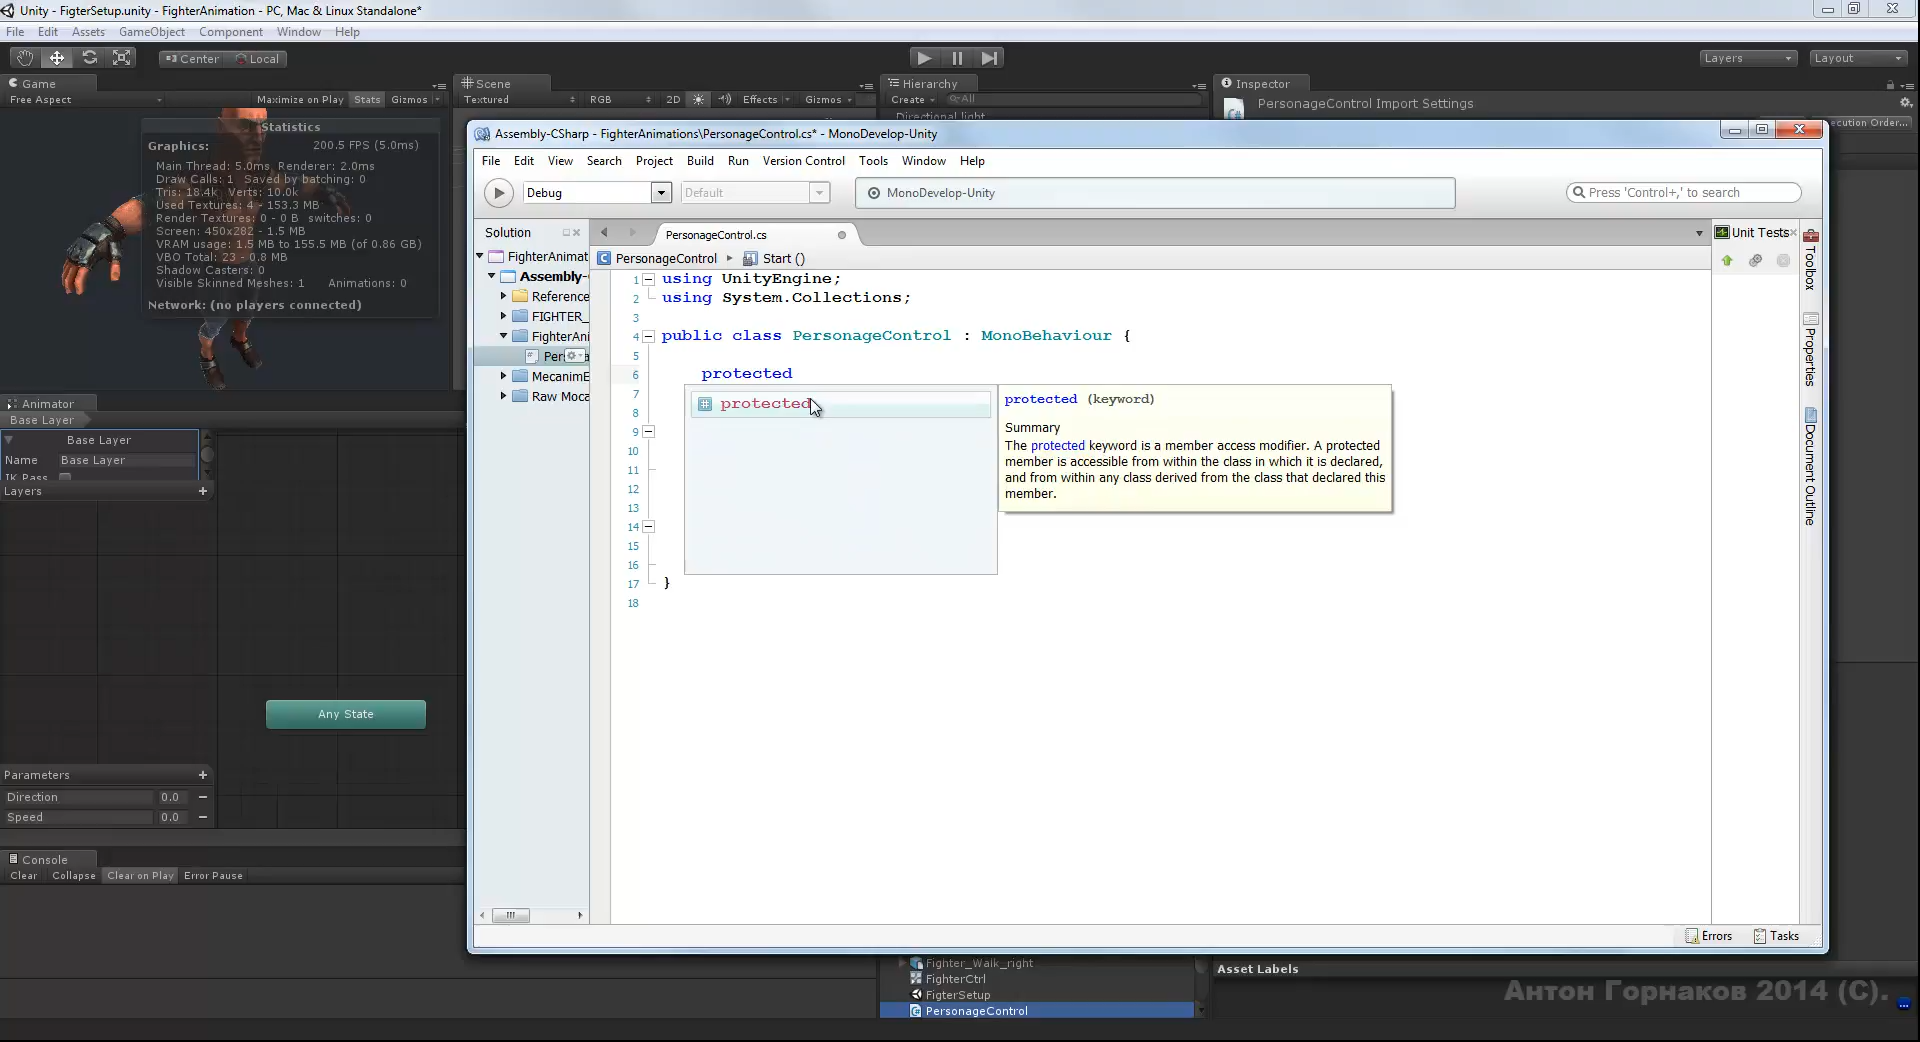 Unity - FigterSetup.unity - FighterAnimation - PC, Mac & Linux Standalone*
File Edit Assets GameObject Component Window Help
Center Local
Layers Layout
Game
Free Aspect Maximize on Play Stats Gizmos
Scene
Textured RGB 2D Effects Gizmos
Hierarchy
Create All
Directional light
Inspector
PersonageControl Import Settings
ecution Order...
Statistics
Graphics: 200.5 FPS (5.0ms)
Main Thread: 5.0ms Renderer: 2.0ms
Draw Calls: 1 Saved by batching: 0
Tris: 18.4k Verts: 10.0k
Used Textures: 4 - 153.3 MB
Render Textures: 0 - 0 B switches: 0
Screen: 450x282 - 1.5 MB
VRAM usage: 1.5 MB to 155.5 MB (of 0.86 GB)
VBO Total: 23 - 0.8 MB
Shadow Casters: 0
Visible Skinned Meshes: 1 Animations: 0
Network: (no players connected)
Animator
Base Layer
Base Layer
Name Base Layer
IK Pass
Layers +
Any State
Parameters +
Direction 0.0
Speed 0.0
Console
Clear Collapse Clear on Play Error Pause
Assembly-CSharp - FighterAnimations\PersonageControl.cs* - MonoDevelop-Unity
File Edit View Search Project Build Run Version Control Tools Window Help
Debug Default MonoDevelop-Unity Press 'Control+,' to search
Solution
FighterAnimat
Assembly-
Reference
FIGHTER_
FighterAni
Per
MecanimE
Raw Moca
PersonageControl.cs
PersonageControl Start ()
1 using UnityEngine;
2 using System.Collections;
3
4 public class PersonageControl : MonoBehaviour {
5
6 protected
7
8
9
10
11
12
13
14
15
16
17 }
18
protected
protected (keyword)
Summary
The protected keyword is a member access modifier. A protected
member is accessible from within the class in which it is declared,
and from within any class derived from the class that declared this
member.
Unit Tests
Toolbox
Properties
Document Outline
Errors Tasks
Fighter_Walk_right
FighterCtrl
FigterSetup
PersonageControl
Asset Labels
Антон Горнаков 2014 (С).